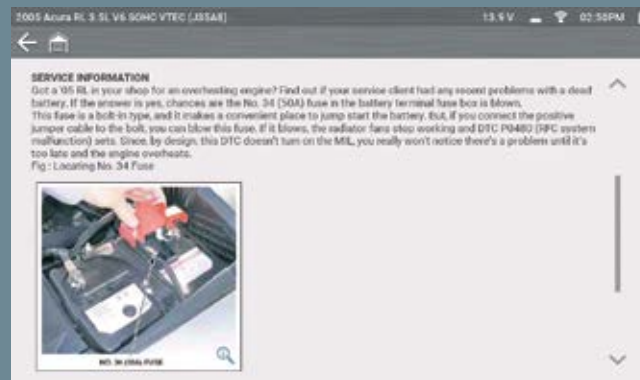 2005 Acura RL 3.5L V6 SOHC VTEC (J35A8) 13.9 V 02:50PM
SERVICE INFORMATION
Got a '05 RL in your shop for an overheating engine? Find out if your service client had any recent problems with a dead
battery. If the answer is yes, chances are the No. 34 (50A) fuse in the battery terminal fuse box is blown.
This fuse is a bolt-in type, and it makes a convenient place to jump start the battery. But, if you connect the positive
jumper cable to the bolt, you can blow this fuse. If it blows, the radiator fans stop working and DTC P0480 (RFC system
malfunction) sets. Since, by design, this DTC doesn't turn on the MIL, you really won't notice there's a problem until it's
too late and the engine overheats.
Fig : Locating No. 34 Fuse
NO. 34 (50A) FUSE